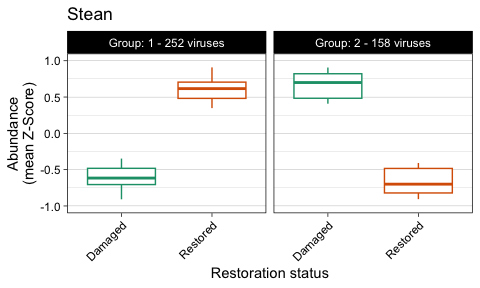 Stean
Group: 1 - 252 viruses
Group: 2 - 158 viruses
Abundance
(mean Z-Score)
1.0
0.5
0.0
-0.5
-1.0
Damaged
Restored
Damaged
Restored
Restoration status